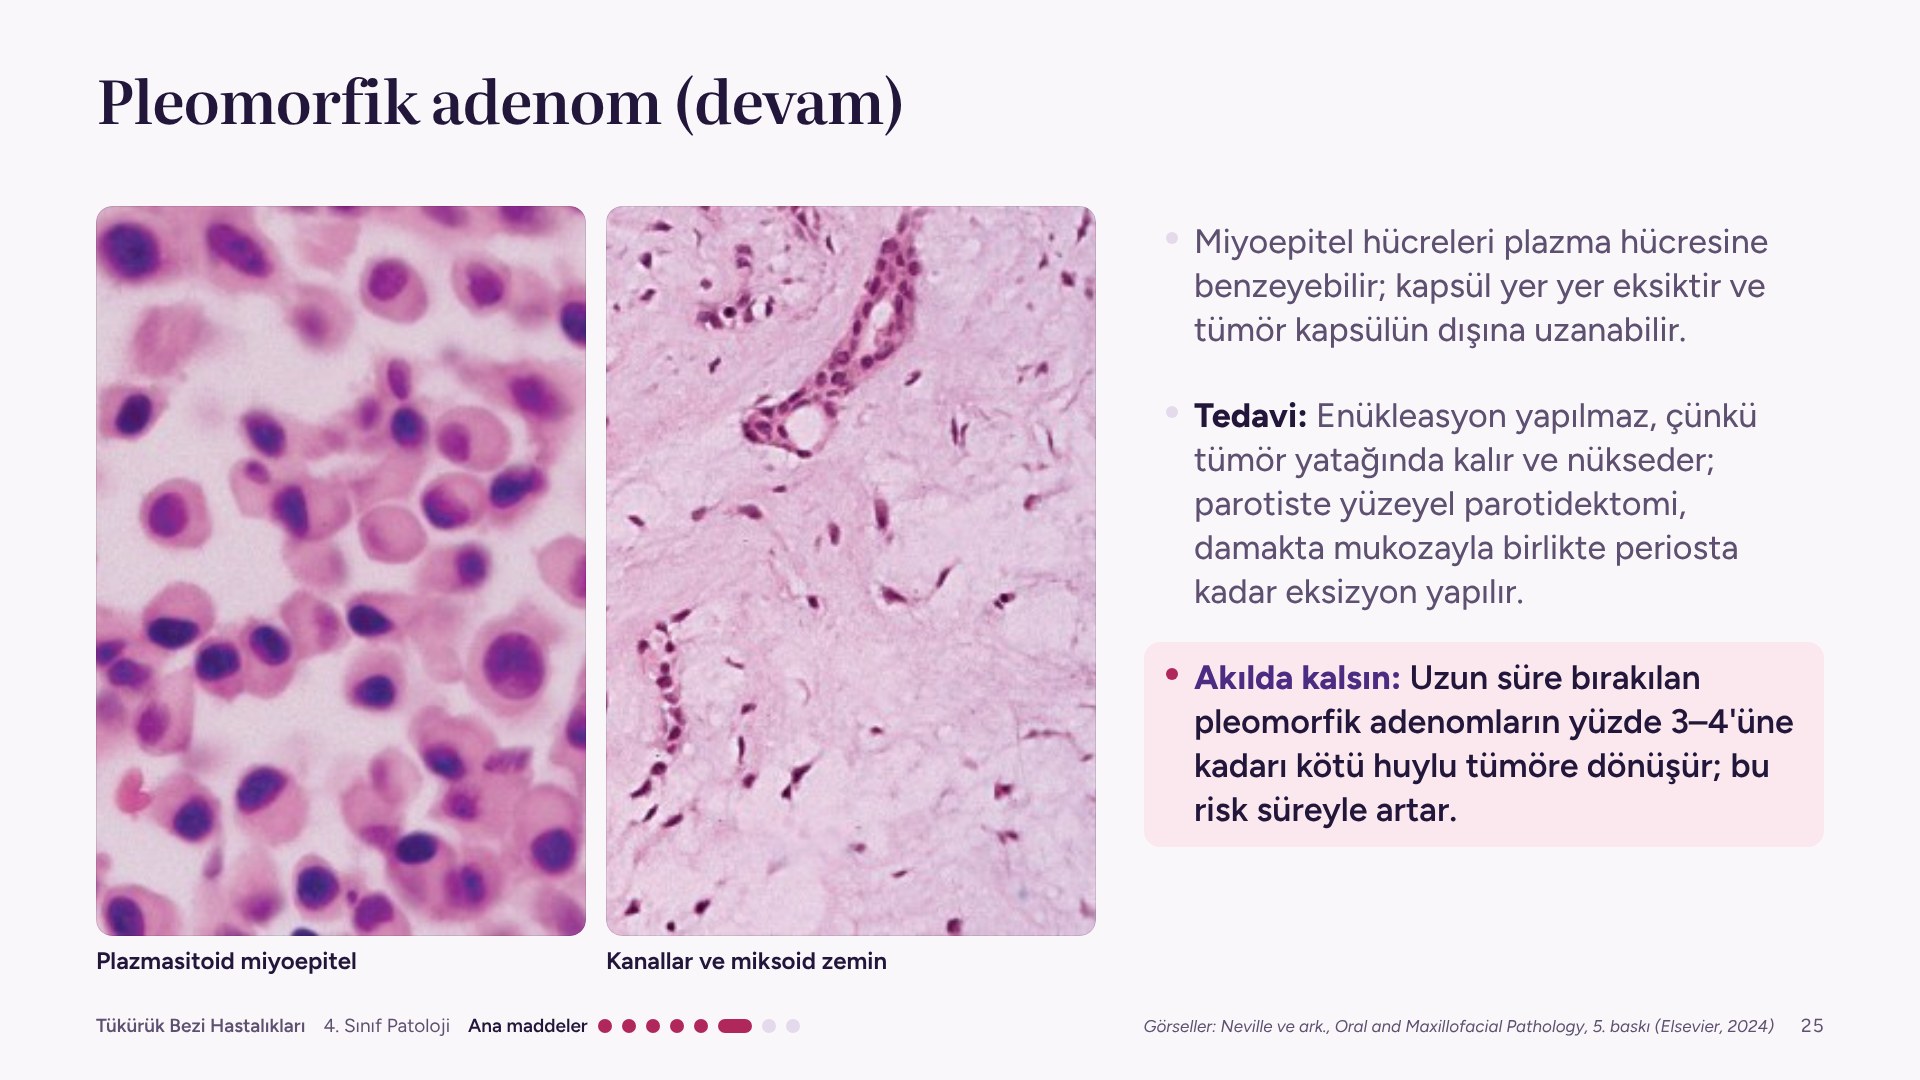 Pleomorfik adenom (devam)
Plazmasitoid miyoepitel
Kanallar ve miksoid zemin
Miyoepitel hücreleri plazma hücresine
benzeyebilir; kapsül yer yer eksiktir ve
tümör kapsülün dışına uzanabilir.
Tedavi: Enükleasyon yapılmaz, çünkü
tümör yatağında kalır ve nükseder;
parotiste yüzeyel parotidektomi,
damakta mukozayla birlikte periosta
kadar eksizyon yapılır.
Akılda kalsın: Uzun süre bırakılan
pleomorfik adenomların yüzde 3–4'üne
kadarı kötü huylu tümöre dönüşür; bu
risk süreyle artar.
Tükürük Bezi Hastalıkları 4. Sınıf Patoloji Ana maddeler
Görseller: Neville ve ark., Oral and Maxillofacial Pathology, 5. baskı (Elsevier, 2024) 25